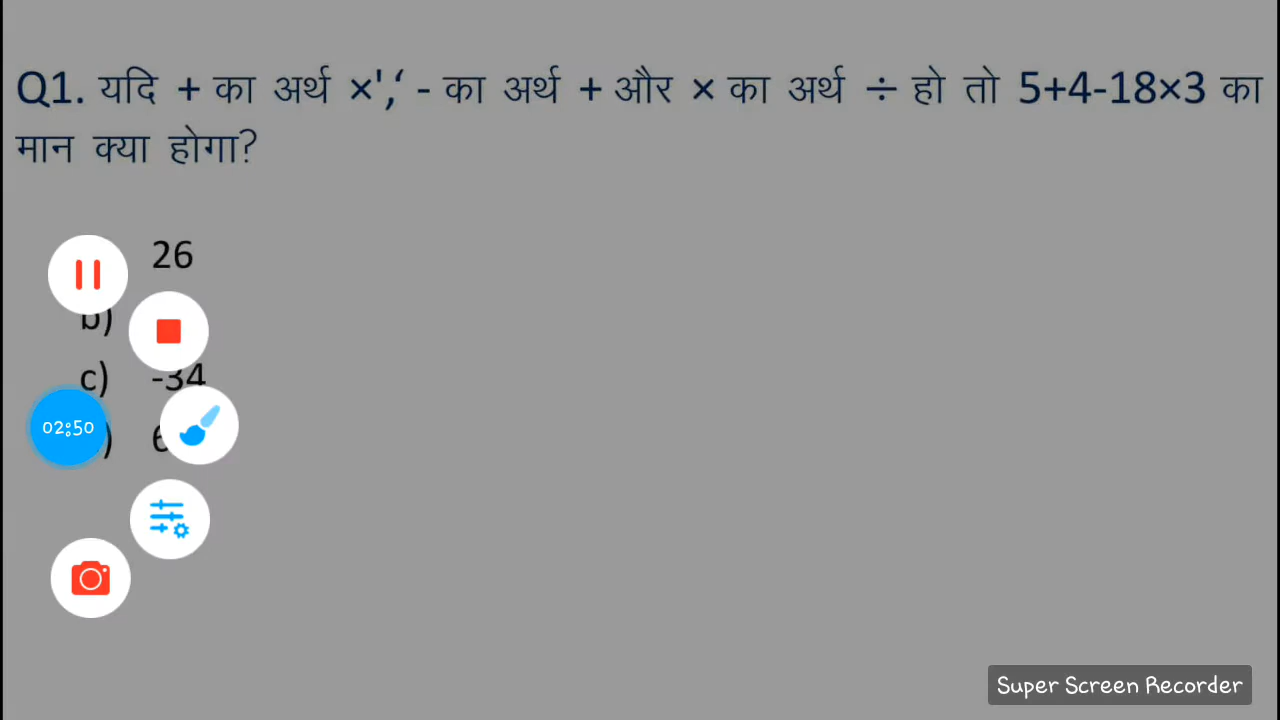 Q1. यदि + का अर्थ ×',‘ - का अर्थ + और × का अर्थ ÷ हो तो 5+4-18×3 का
मान क्या होगा?
26
b)
c) -34
02:50
Super Screen Recorder